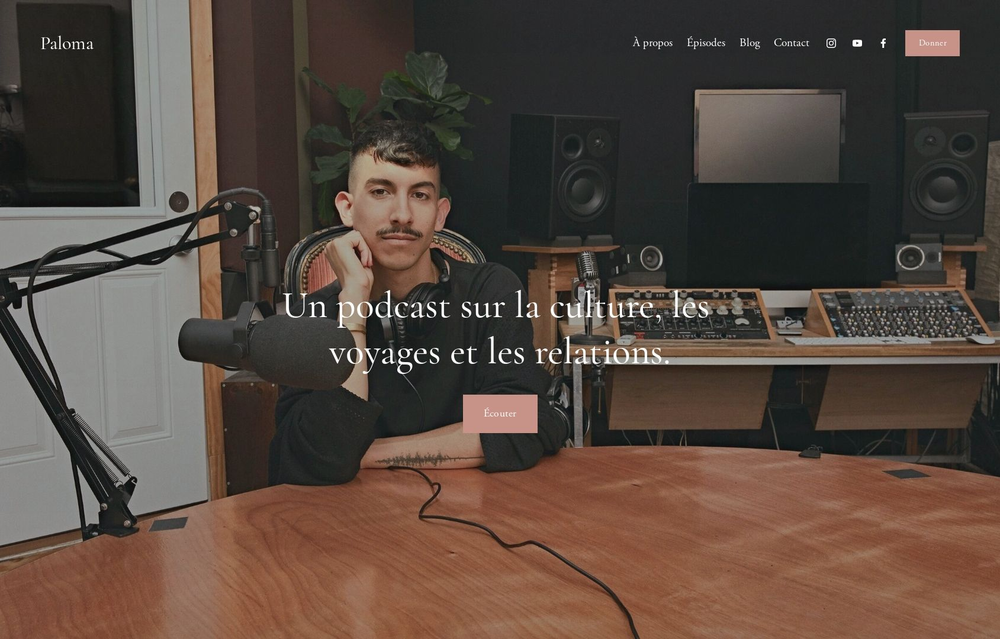 Paloma
À propos Épisodes Blog Contact Donner
Un podcast sur la culture, les
voyages et les relations.
Écouter